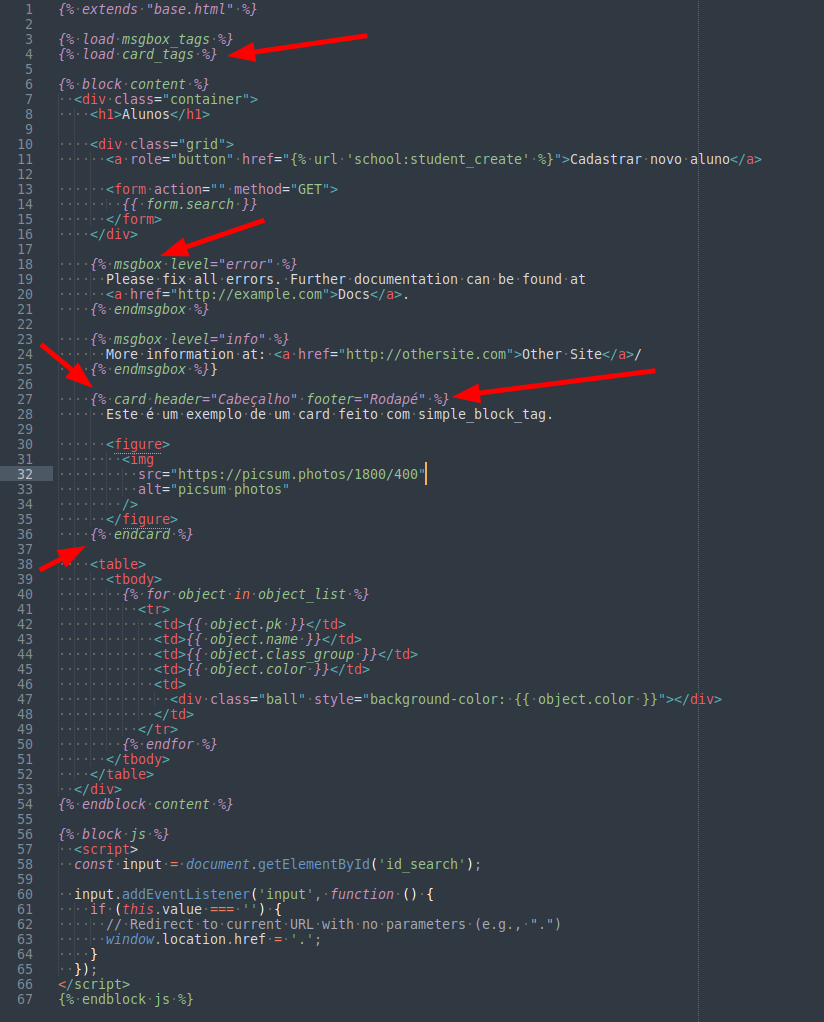 1 {% extends "base.html" %}
2
3 {% load msgbox_tags %}
4 {% load card_tags %}
5
6 {% block content %}
7 <div class="container">
8 <h1>Alunos</h1>
9
10 <div class="grid">
11 <a role="button" href="{% url 'school:student_create' %}">Cadastrar novo aluno</a>
12
13 <form action="" method="GET">
14 {{ form.search }}
15 </form>
16 </div>
17
18 {% msgbox level="error" %}
19 Please fix all errors. Further documentation can be found at
20 <a href="http://example.com">Docs</a>.
21 {% endmsgbox %}
22
23 {% msgbox level="info" %}
24 More information at: <a href="http://othersite.com">Other Site</a>/
25 {% endmsgbox %}}
26
27 {% card header="Cabeçalho" footer="Rodapé" %}
28 Este é um exemplo de um card feito com simple_block_tag.
29
30 <figure>
31 <img
32 src="https://picsum.photos/1800/400"
33 alt="picsum photos"
34 />
35 </figure>
36 {% endcard %}
37
38 <table>
39 <tbody>
40 {% for object in object_list %}
41 <tr>
42 <td>{{ object.pk }}</td>
43 <td>{{ object.name }}</td>
44 <td>{{ object.class_group }}</td>
45 <td>{{ object.color }}</td>
46 <td>
47 <div class="ball" style="background-color: {{ object.color }}"></div>
48 </td>
49 </tr>
50 {% endfor %}
51 </tbody>
52 </table>
53 </div>
54 {% endblock content %}
55
56 {% block js %}
57 <script>
58 const input = document.getElementById('id_search');
59
60 input.addEventListener('input', function () {
61 if (this.value === '') {
62 // Redirect to current URL with no parameters (e.g., ".")
63 window.location.href = '.';
64 }
65 });
66 </script>
67 {% endblock js %}